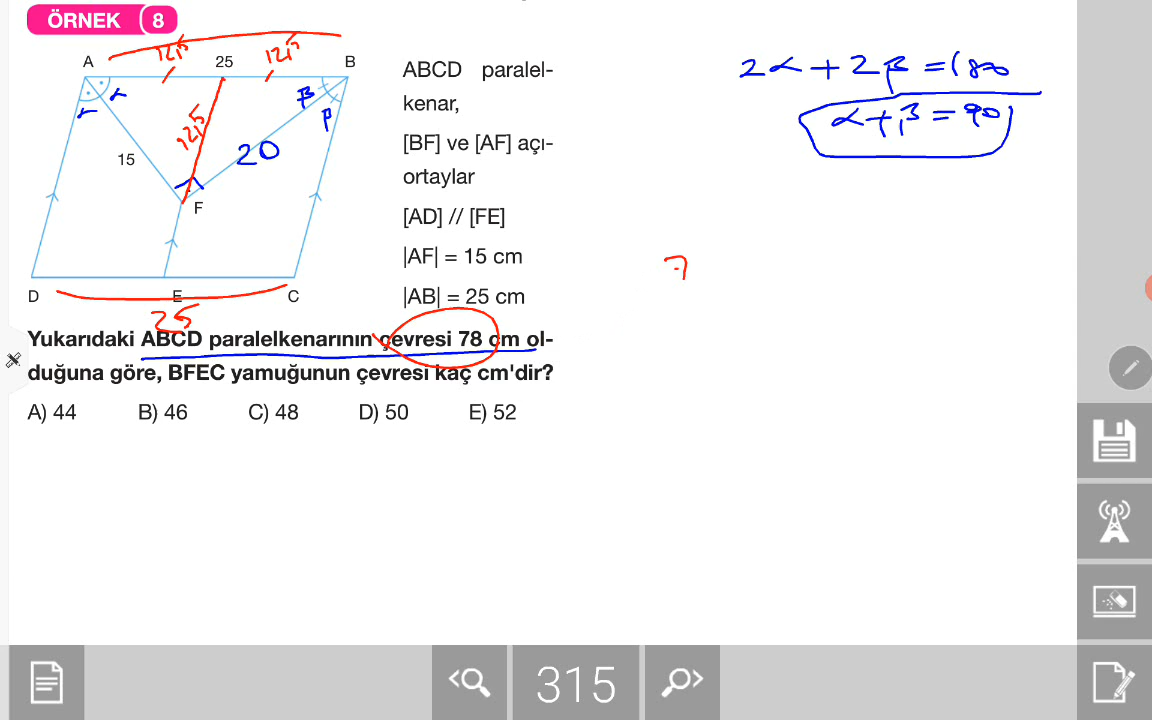 ÖRNEK 8
12,5 12,5
A 25 B
α α β β
12,5
15 20
F
D E C
25
ABCD paralel-
kenar,
[BF] ve [AF] açı-
ortaylar
[AD] // [FE]
|AF| = 15 cm
|AB| = 25 cm
Yukarıdaki ABCD paralelkenarının çevresi 78 cm ol-
duğuna göre, BFEC yamuğunun çevresi kaç cm'dir?
A) 44 B) 46 C) 48 D) 50 E) 52
2α + 2β = 180
α + β = 90
315